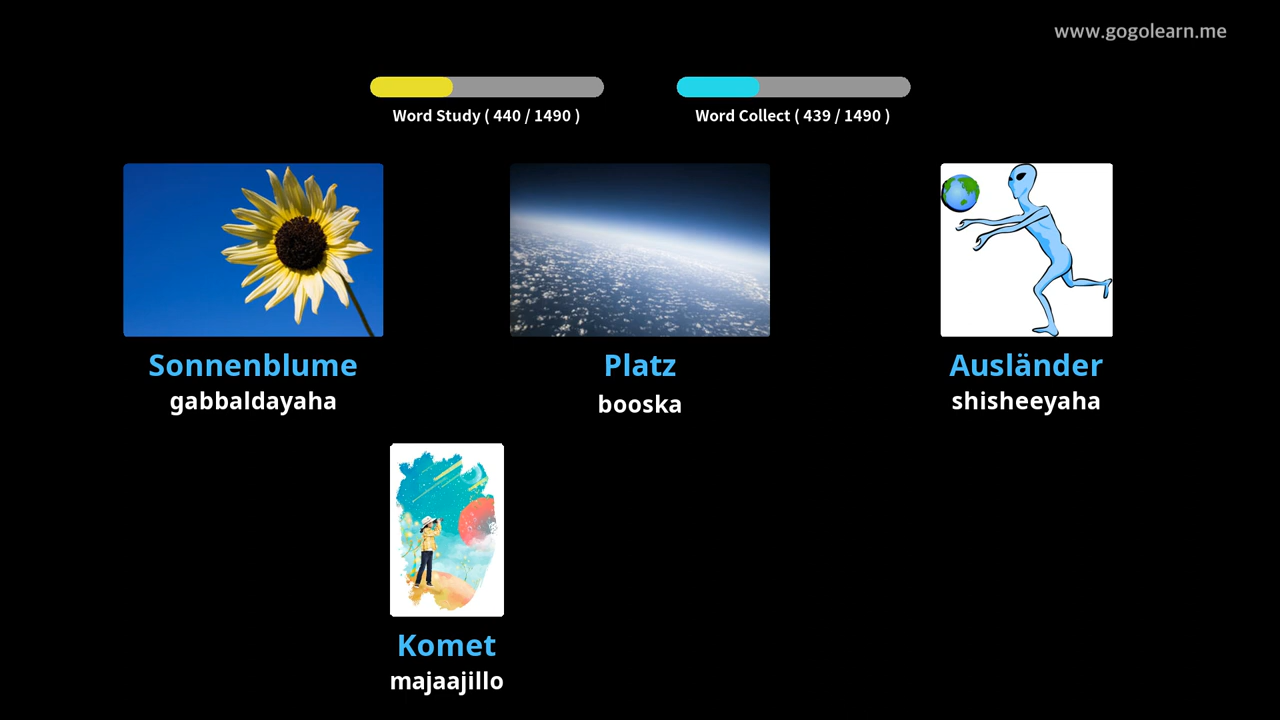 www.gogolearn.me
Word Study ( 440 / 1490 )
Word Collect ( 439 / 1490 )
Sonnenblume
gabbaldayaha
Platz
booska
Ausländer
shisheeyaha
Komet
majaajillo